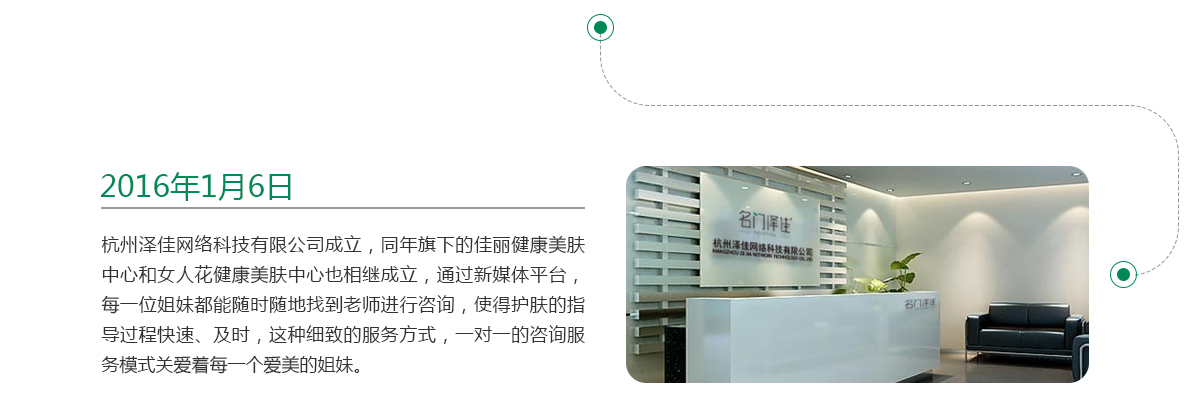 2016年1月6日
杭州泽佳网络科技有限公司成立，同年旗下的佳丽健康美肤
中心和女人花健康美肤中心也相继成立，通过新媒体平台，
每一位姐妹都能随时随地找到老师进行咨询，使得护肤的指
导过程快速、及时，这种细致的服务方式，一对一的咨询服
务模式关爱着每一个爱美的姐妹。
名门泽佳
杭州泽佳网络科技有限公司
HANGZHOU ZE JIA NETWORK TECHNOLOGY CO., LTD
名门泽佳